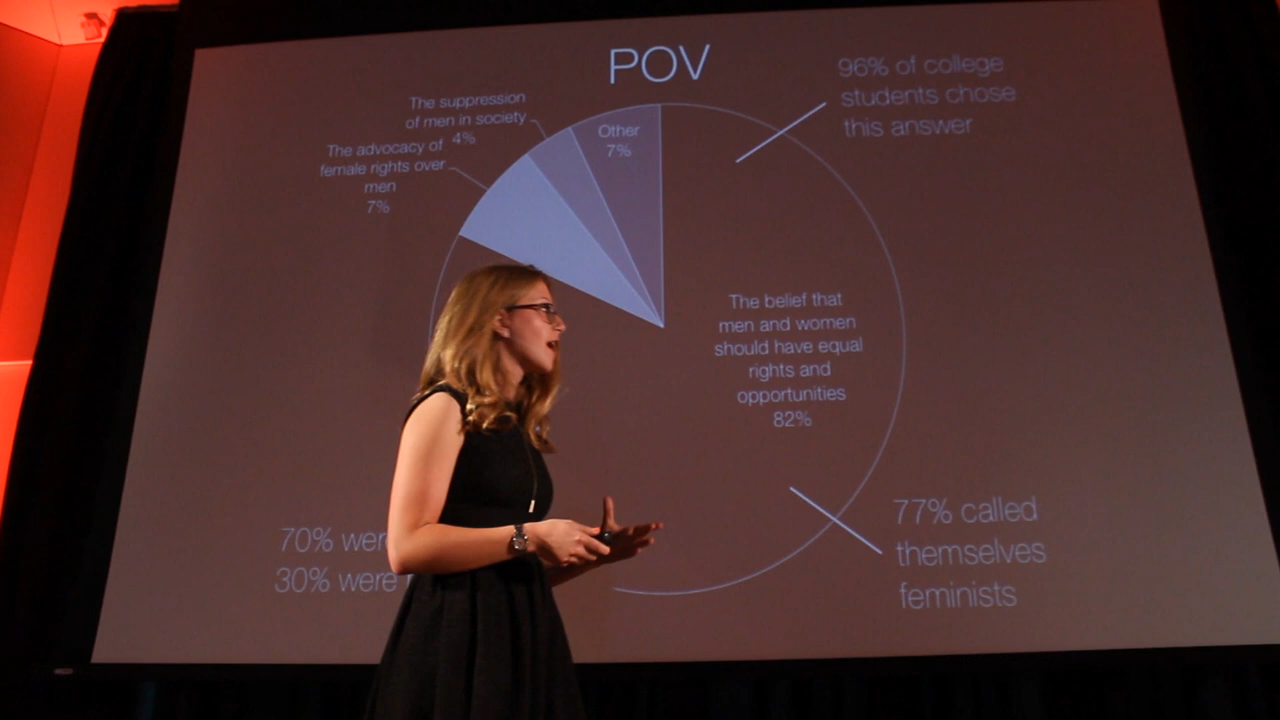 POV
96% of college
students chose
this answer
The suppression
of men in society
4%
The advocacy of
female rights over
men
7%
Other
7%
The belief that
men and women
should have equal
rights and
opportunities
82%
77% called
themselves
feminists
70% wer
30% were